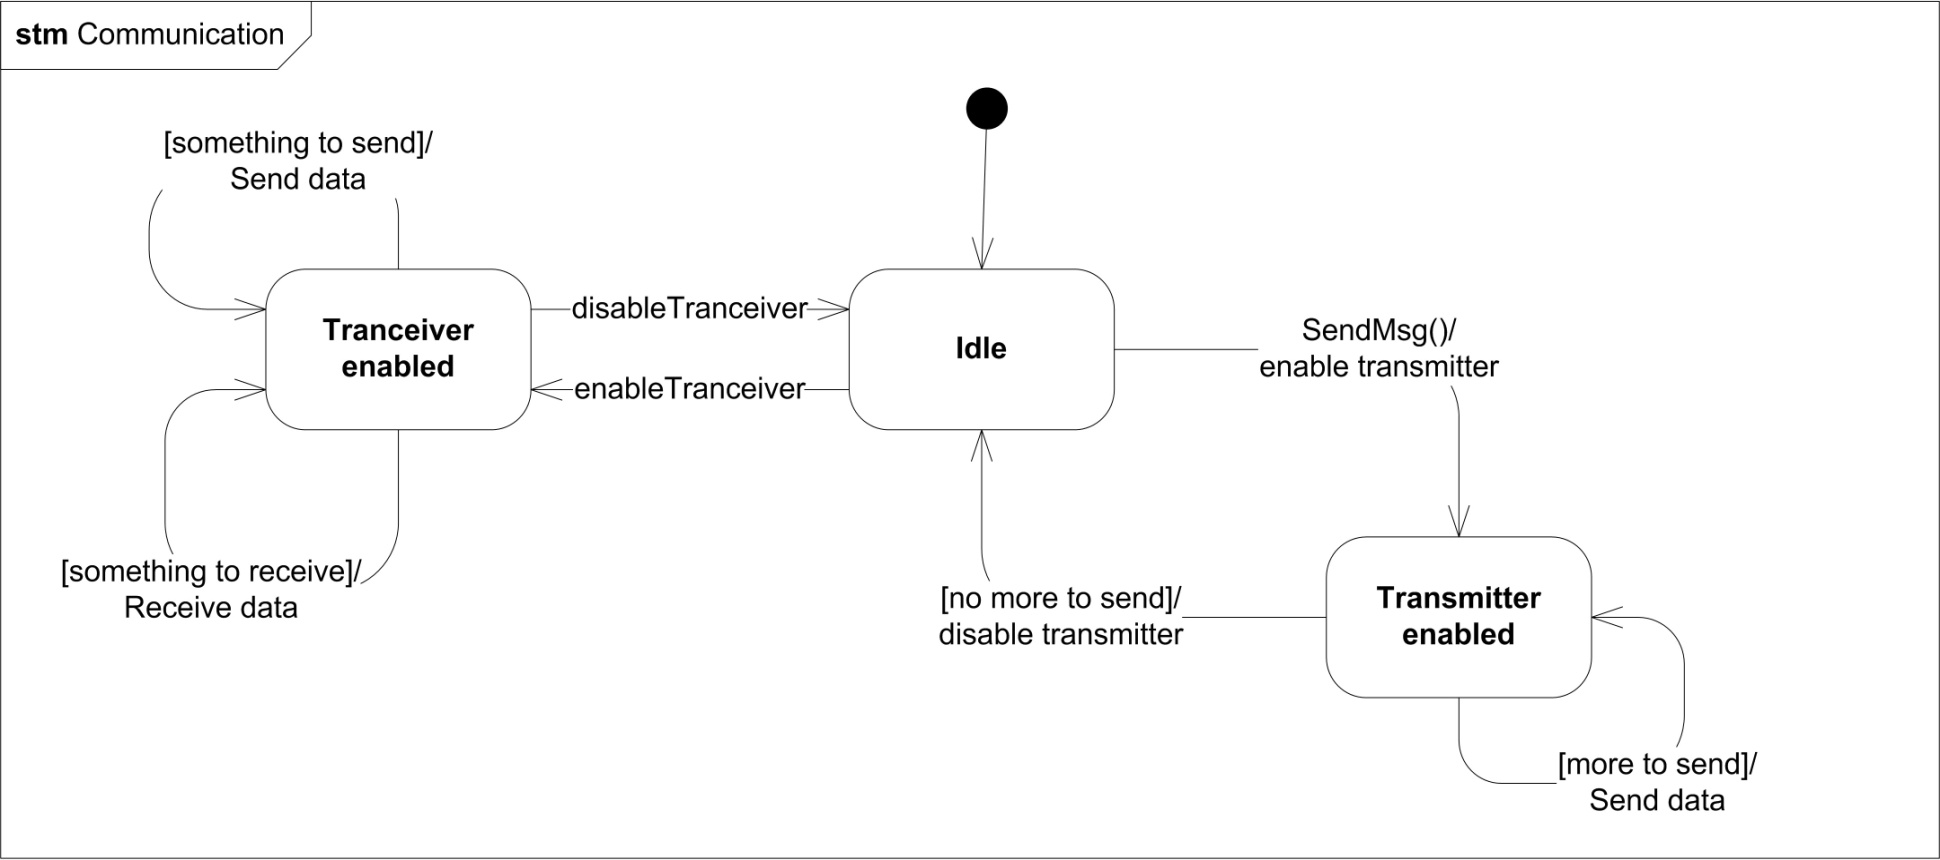 stm Communication
[something to send]/
Send data
Tranceiver
enabled
disableTranceiver
enableTranceiver
Idle
SendMsg()/
enable transmitter
[something to receive]/
Receive data
[no more to send]/
disable transmitter
Transmitter
enabled
[more to send]/
Send data